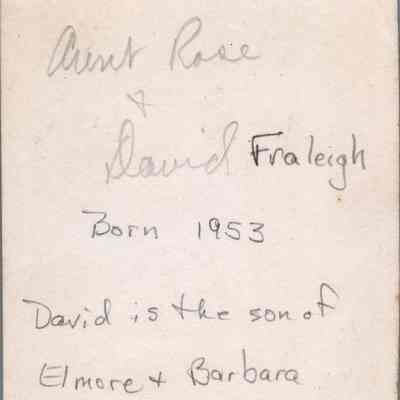 Aunt Rose
+
David Fraleigh
Born 1953
David is the son of
Elmore + Barbara